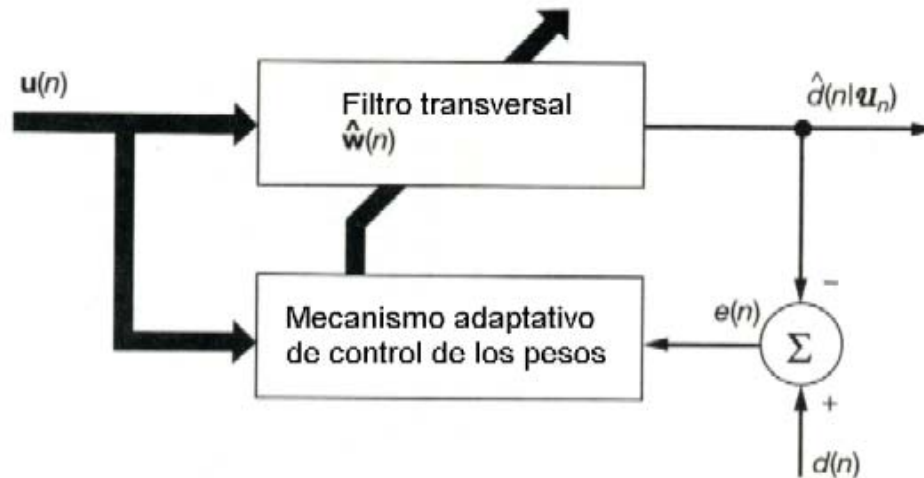 u(n)
Filtro transversal
ŵ(n)
d̂(n|𝒰ₙ)
Mecanismo adaptativo
de control de los pesos
e(n)
−
Σ
+
d(n)